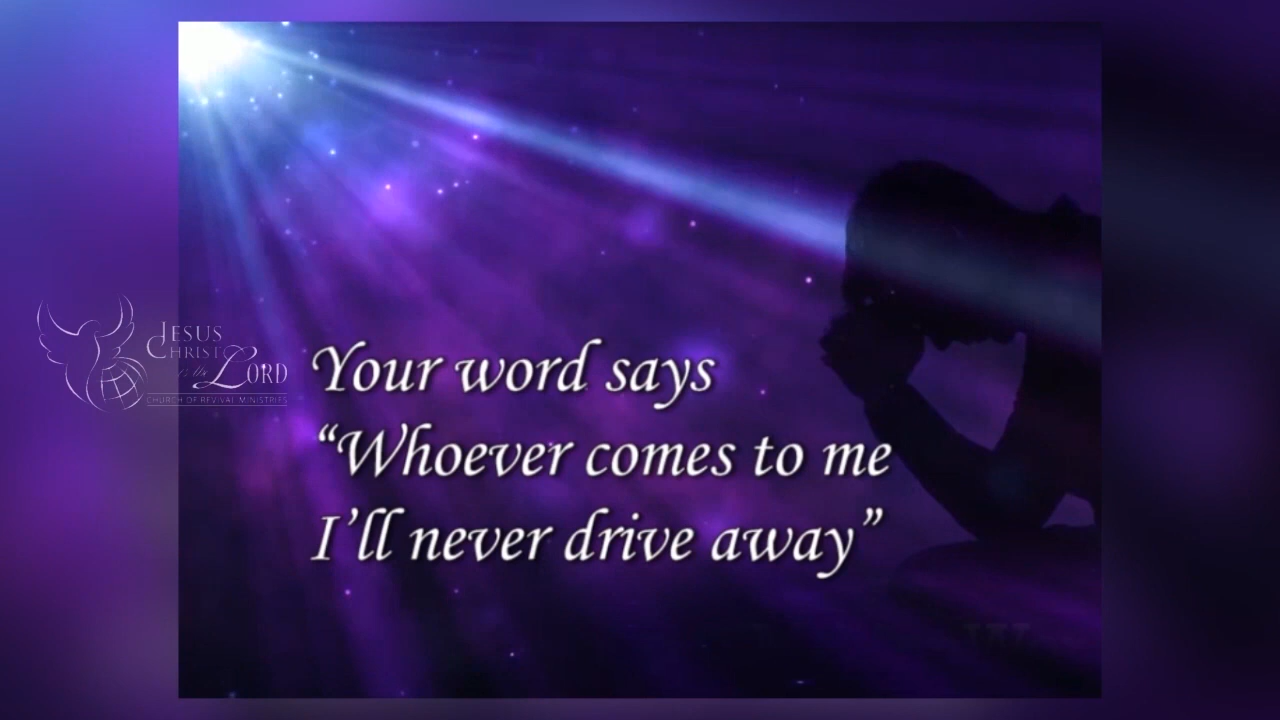 JESUS
CHRIST
is the LORD
CHURCH OF REVIVAL MINISTRIES
Your word says
“Whoever comes to me
I’ll never drive away”